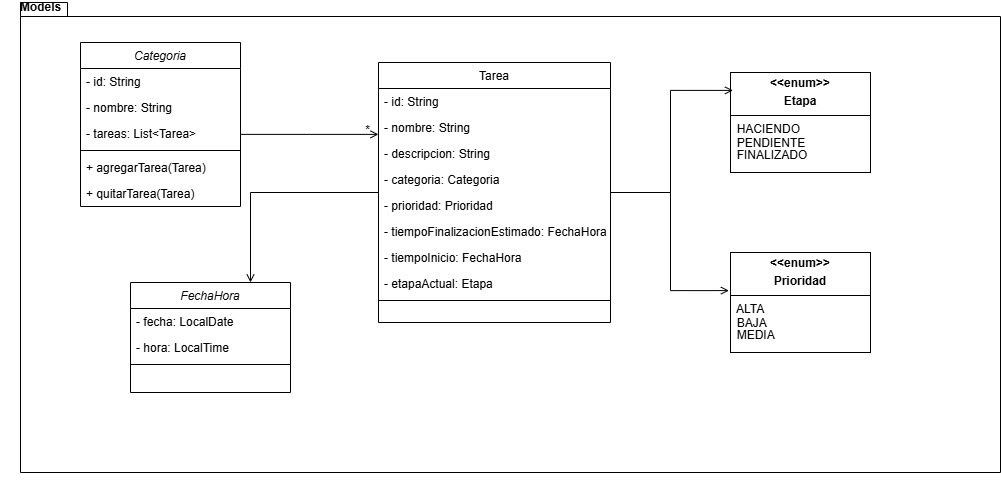 Models
Categoria
- id: String
- nombre: String
- tareas: List<Tarea>
+ agregarTarea(Tarea)
+ quitarTarea(Tarea)
*
Tarea
- id: String
- nombre: String
- descripcion: String
- categoria: Categoria
- prioridad: Prioridad
- tiempoFinalizacionEstimado: FechaHora
- tiempoInicio: FechaHora
- etapaActual: Etapa
<<enum>>
Etapa
HACIENDO
PENDIENTE
FINALIZADO
FechaHora
- fecha: LocalDate
- hora: LocalTime
<<enum>>
Prioridad
ALTA
BAJA
MEDIA